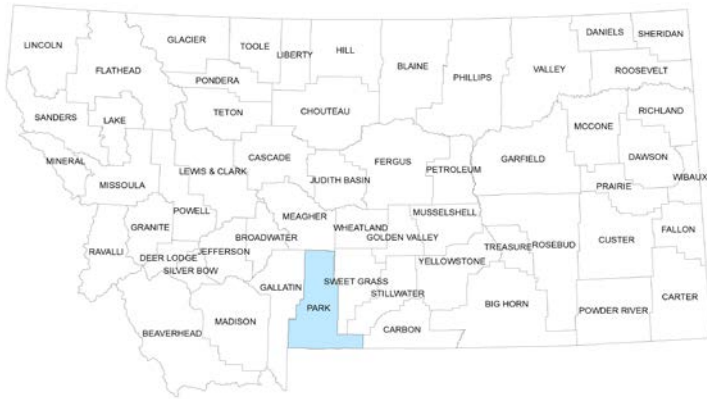 LINCOLN
FLATHEAD
GLACIER
TOOLE
LIBERTY
HILL
BLAINE
PHILLIPS
VALLEY
DANIELS
SHERIDAN
ROOSEVELT
PONDERA
TETON
CHOUTEAU
SANDERS
LAKE
MINERAL
MISSOULA
LEWIS & CLARK
CASCADE
JUDITH BASIN
FERGUS
PETROLEUM
GARFIELD
MCCONE
RICHLAND
DAWSON
WIBAUX
PRAIRIE
POWELL
GRANITE
RAVALLI
DEER LODGE
SILVER BOW
JEFFERSON
BROADWATER
MEAGHER
WHEATLAND
GOLDEN VALLEY
MUSSELSHELL
TREASURE
ROSEBUD
CUSTER
FALLON
YELLOWSTONE
SWEET GRASS
STILLWATER
GALLATIN
PARK
BIG HORN
POWDER RIVER
CARTER
CARBON
MADISON
BEAVERHEAD